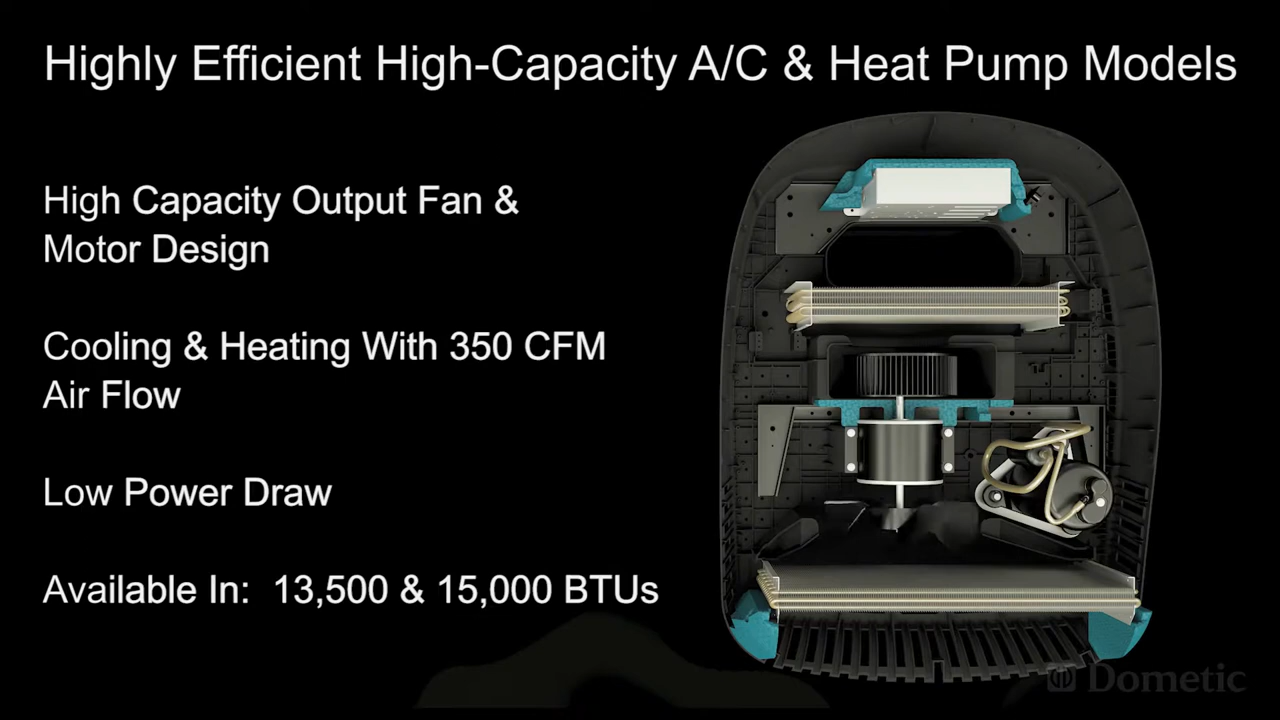 Highly Efficient High-Capacity A/C & Heat Pump Models
High Capacity Output Fan &
Motor Design
Cooling & Heating With 350 CFM
Air Flow
Low Power Draw
Available In:  13,500 & 15,000 BTUs
Dometic